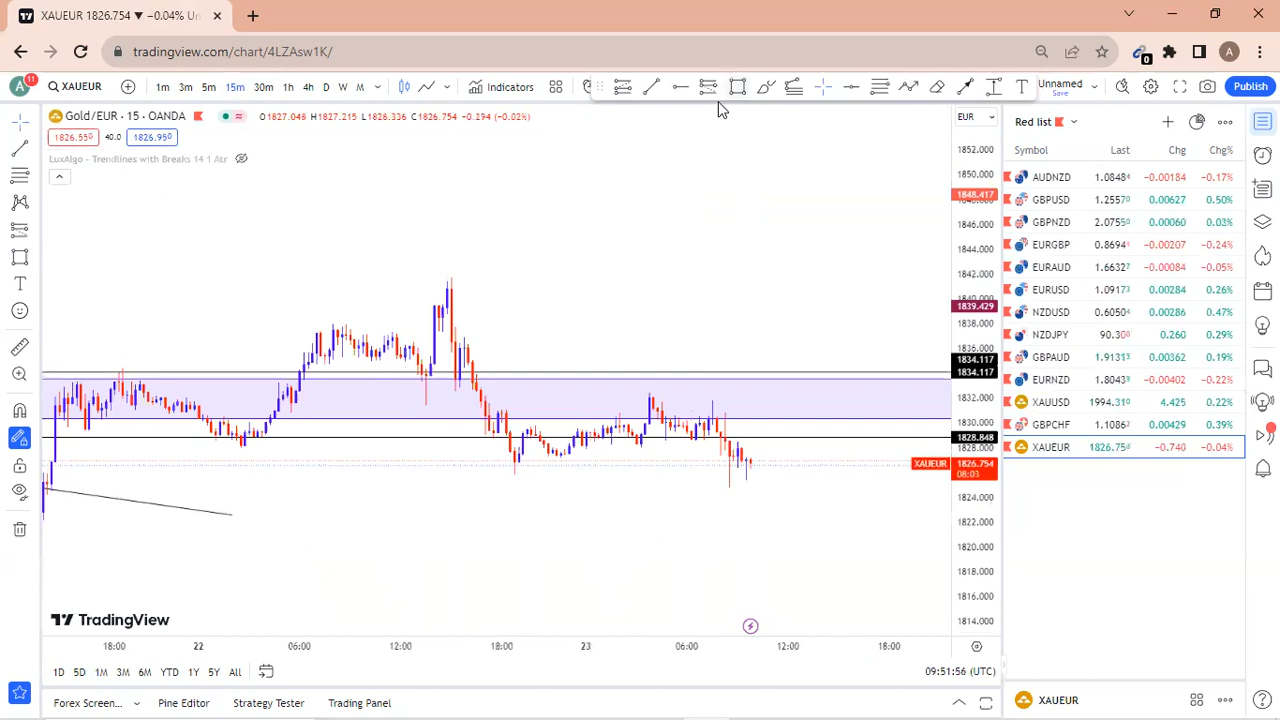 XAUEUR 1826.754 ▼ −0.04% Un
tradingview.com/chart/4LZAsw1K/
0
A
A
11
XAUEUR
1m 3m 5m 15m 30m 1h 2h 4h D W M
Indicators
Unnamed
Save
Publish
Gold/EUR · 15 · OANDA
O1827.048 H1827.215 L1826.336 C1826.754 −0.294 (−0.02%)
1826.550 40.0 1826.950
LuxAlgo - Trendlines with Breaks 14 1 Atr
EUR
1852.000
1850.000
1848.417
1846.000
1844.000
1842.000
1840.000
1839.429
1838.000
1836.000
1834.117
1834.117
1832.000
1830.000
1828.848
1828.000
XAUEUR 1826.754
08:03
1824.000
1822.000
1820.000
1818.000
1816.000
1814.000
TradingView
18:00 22 06:00 12:00 18:00 23 06:00 12:00 18:00
1D 5D 1M 3M 6M YTD 1Y 5Y All
09:51:56 (UTC)
Forex Screen... Pine Editor Strategy Tester Trading Panel
Red list
Symbol Last Chg Chg%
AUDNZD 1.08484 −0.00184 −0.17%
GBPUSD 1.25570 0.00627 0.50%
GBPNZD 2.07550 0.00060 0.03%
EURGBP 0.8694 −0.00207 −0.24%
EURAUD 1.66327 −0.00084 −0.05%
EURUSD 1.09173 0.00284 0.26%
NZDUSD 0.60504 0.00286 0.47%
NZDJPY 90.300 0.260 0.29%
GBPAUD 1.91313 0.00362 0.19%
EURNZD 1.80433 −0.00402 −0.22%
XAUUSD 1994.310 4.425 0.22%
GBPCHF 1.10863 0.00429 0.39%
XAUEUR 1826.754 −0.740 −0.04%
XAUEUR